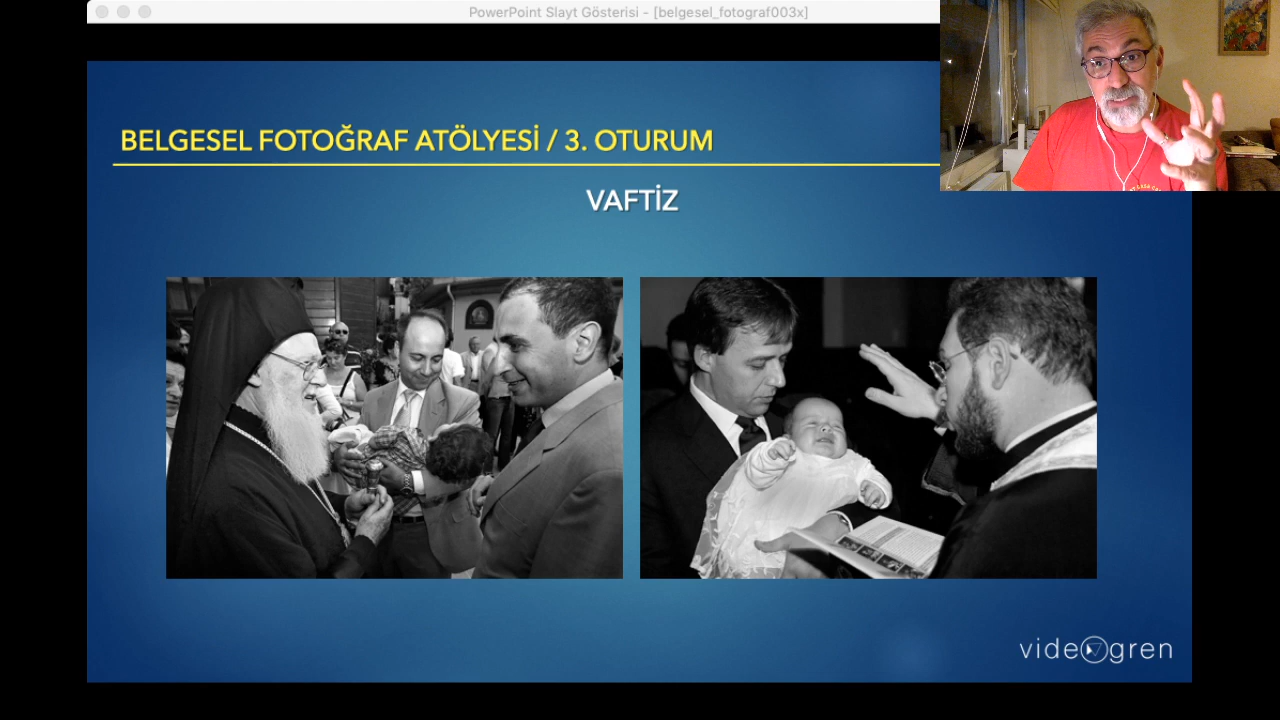 PowerPoint Slayt Gösterisi - [belgesel_fotograf003x]
BELGESEL FOTOĞRAF ATÖLYESİ / 3. OTURUM
VAFTİZ
videogren